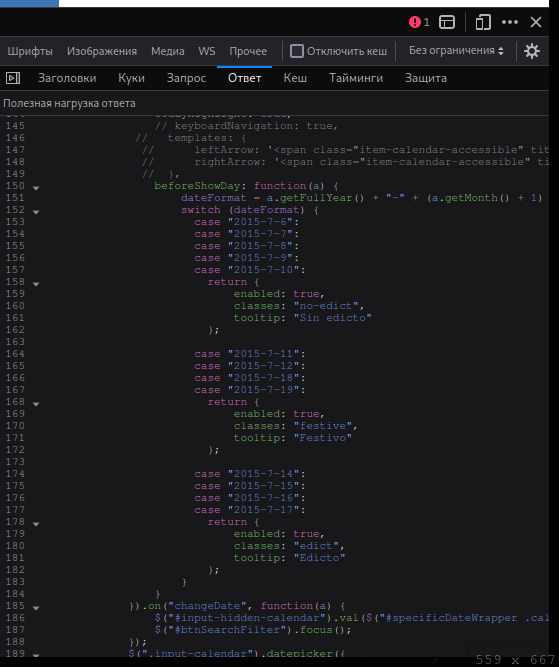 1
Шрифты Изображения Медиа WS Прочее Отключить кеш Без ограничения
Заголовки Куки Запрос Ответ Кеш Тайминги Защита
Полезная нагрузка ответа
145 // keyboardNavigation: true,
146 // templates: {
147 // leftArrow: '<span class="item-calendar-accessible" tit
148 // rightArrow: '<span class="item-calendar-accessible" ti
149 // },
150 beforeShowDay: function(a) {
151 dateFormat = a.getFullYear() + "-" + (a.getMonth() + 1)
152 switch (dateFormat) {
153 case "2015-7-6":
154 case "2015-7-7":
155 case "2015-7-8":
156 case "2015-7-9":
157 case "2015-7-10":
158 return {
159 enabled: true,
160 classes: "no-edict",
161 tooltip: "Sin edicto"
162 };
163
164 case "2015-7-11":
165 case "2015-7-12":
166 case "2015-7-18":
167 case "2015-7-19":
168 return {
169 enabled: true,
170 classes: "festive",
171 tooltip: "Festivo"
172 };
173
174 case "2015-7-14":
175 case "2015-7-15":
176 case "2015-7-16":
177 case "2015-7-17":
178 return {
179 enabled: true,
180 classes: "edict",
181 tooltip: "Edicto"
182 };
183 }
184 }
185 }).on("changeDate", function(a) {
186 $("#input-hidden-calendar").val($("#specificDateWrapper .cal
187 $("#btnSearchFilter").focus();
188 });
189 $(".input-calendar").datepicker({
559 × 667